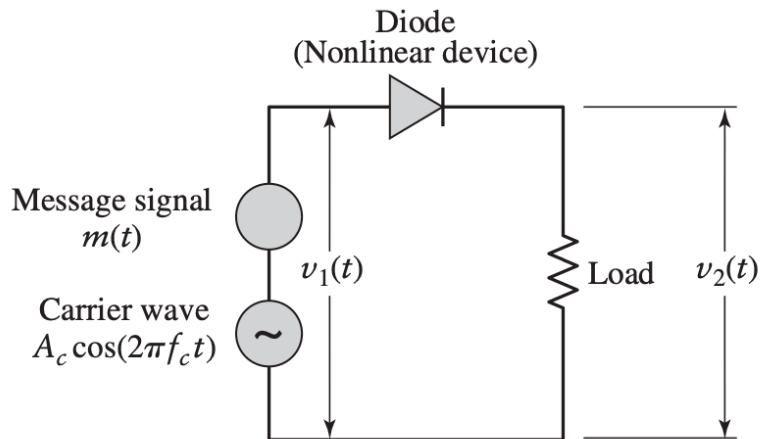 Diode
(Nonlinear device)
Message signal
m(t)
Carrier wave
A_c cos(2πf_c t)
~
v₁(t)
Load
v₂(t)